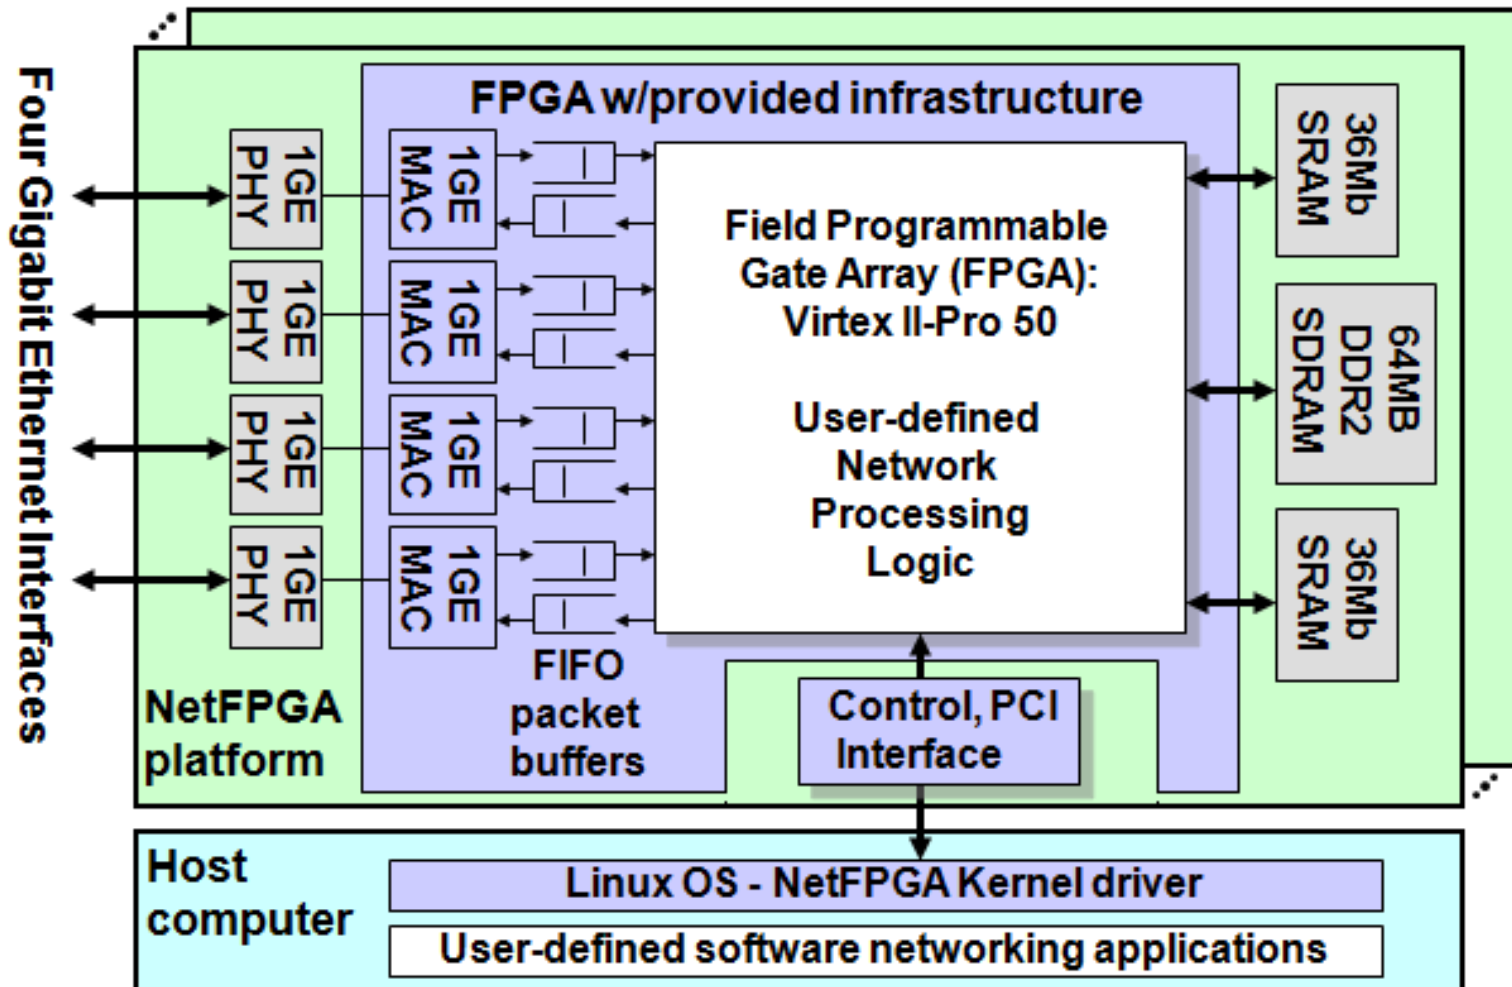 Four Gigabit Ethernet Interfaces
FPGA w/provided infrastructure
1GE
PHY
1GE
MAC
1GE
PHY
1GE
MAC
1GE
PHY
1GE
MAC
1GE
PHY
1GE
MAC
FIFO
packet
buffers
Field Programmable
Gate Array (FPGA):
Virtex II-Pro 50
User-defined
Network
Processing
Logic
36Mb
SRAM
64MB
DDR2
SDRAM
36Mb
SRAM
NetFPGA
platform
Control, PCI
Interface
Host
computer
Linux OS - NetFPGA Kernel driver
User-defined software networking applications